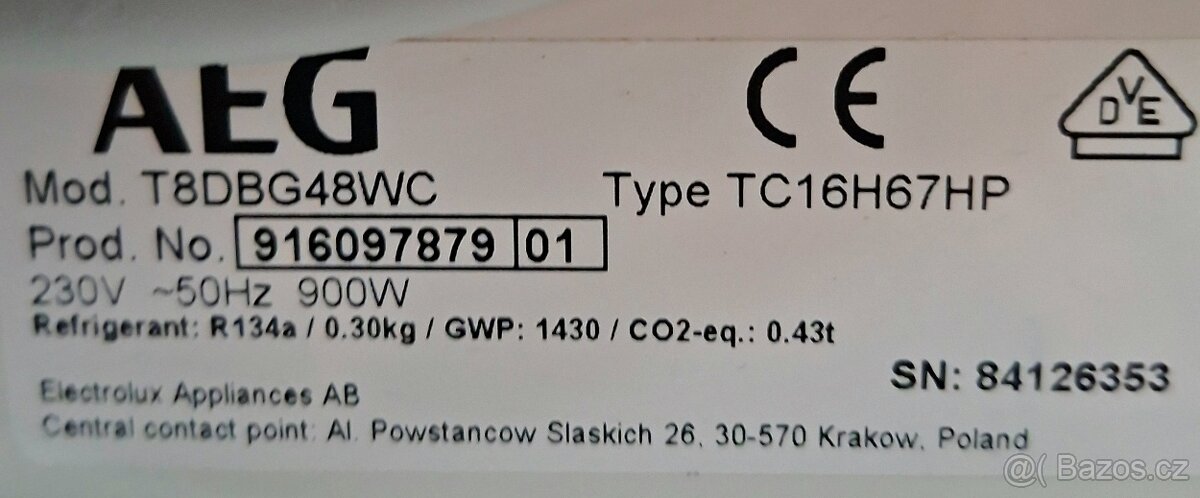 AEG CE DVE
Mod. T8DBG48WC Type TC16H67HP
Prod. No. 916097879 01
230V ~50Hz 900W
Refrigerant: R134a / 0.30kg / GWP: 1430 / CO2-eq.: 0.43t
SN: 84126353
Electrolux Appliances AB
Central contact point: Al. Powstancow Slaskich 26, 30-570 Krakow, Poland
@( Bazos.cz